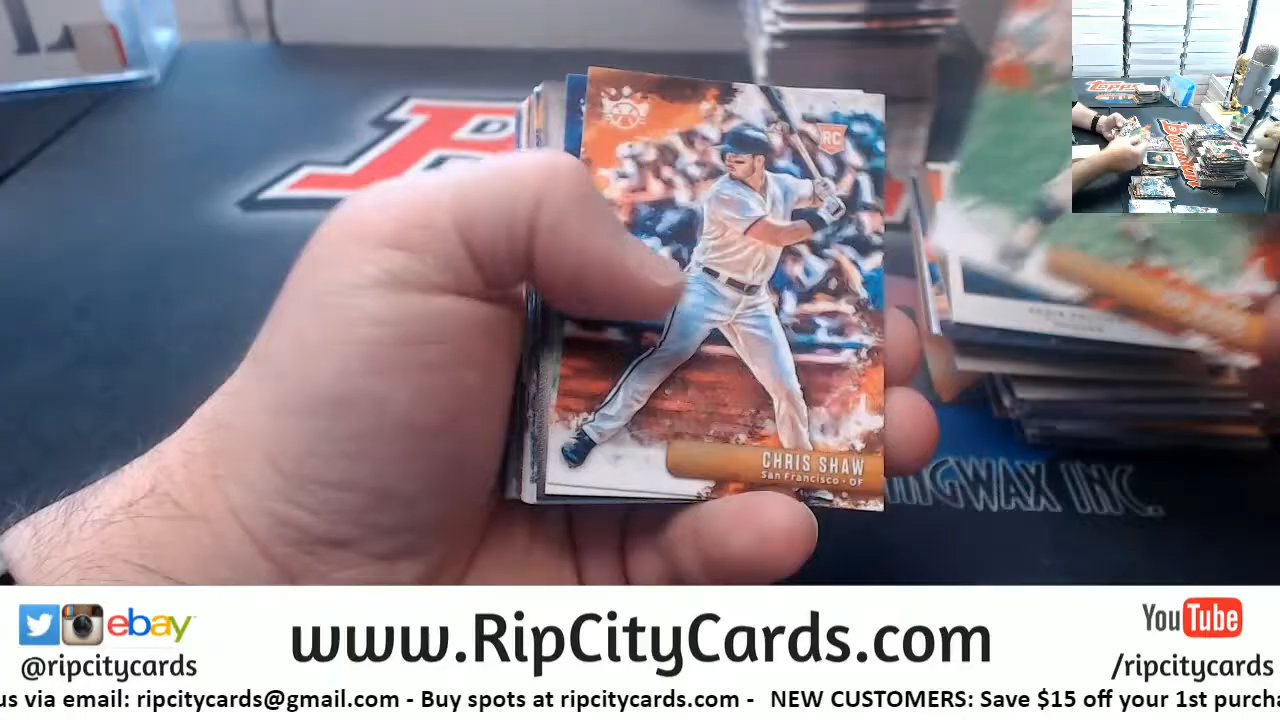 RC
CHRIS SHAW
San Francisco • OF
INGWAX INC.
topps
ebay
@ripcitycards
www.RipCityCards.com
YouTube
/ripcitycards
us via email: ripcitycards@gmail.com - Buy spots at ripcitycards.com - NEW CUSTOMERS: Save $15 off your 1st purcha